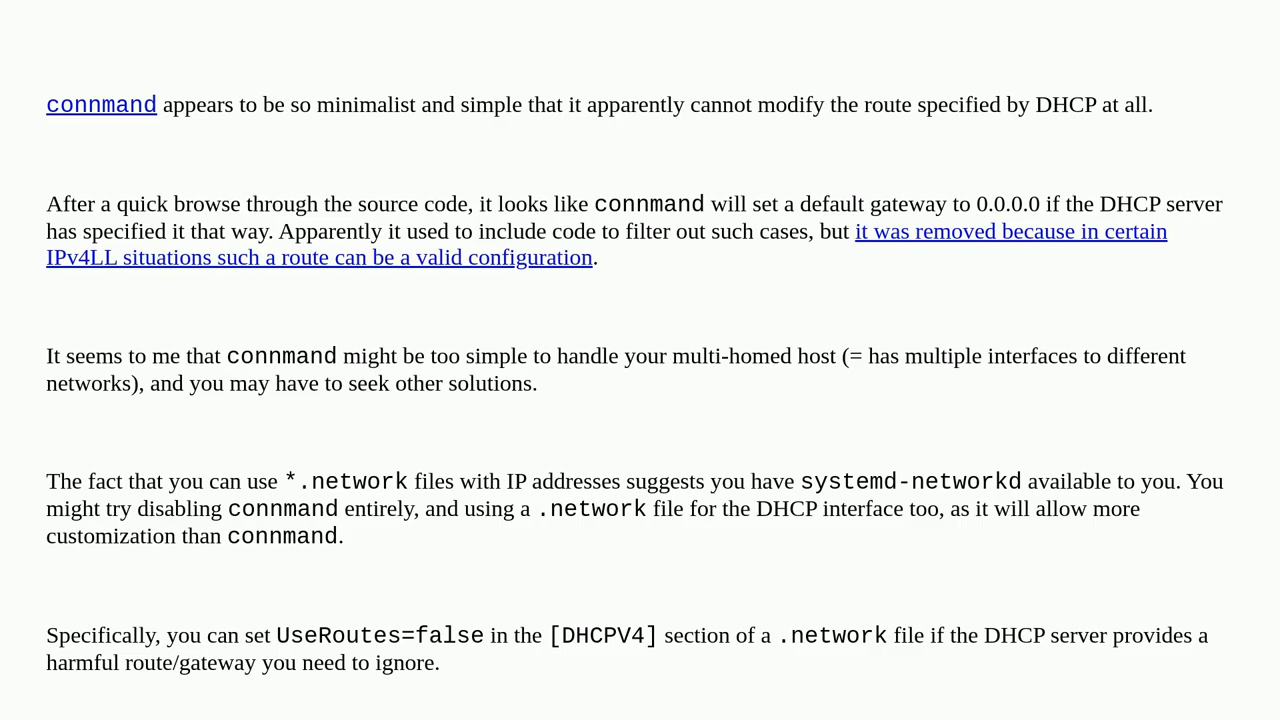 connmand appears to be so minimalist and simple that it apparently cannot modify the route specified by DHCP at all.
After a quick browse through the source code, it looks like connmand will set a default gateway to 0.0.0.0 if the DHCP server
has specified it that way. Apparently it used to include code to filter out such cases, but it was removed because in certain
IPv4LL situations such a route can be a valid configuration.
It seems to me that connmand might be too simple to handle your multi-homed host (= has multiple interfaces to different
networks), and you may have to seek other solutions.
The fact that you can use *.network files with IP addresses suggests you have systemd-networkd available to you. You
might try disabling connmand entirely, and using a .network file for the DHCP interface too, as it will allow more
customization than connmand.
Specifically, you can set UseRoutes=false in the [DHCPV4] section of a .network file if the DHCP server provides a
harmful route/gateway you need to ignore.